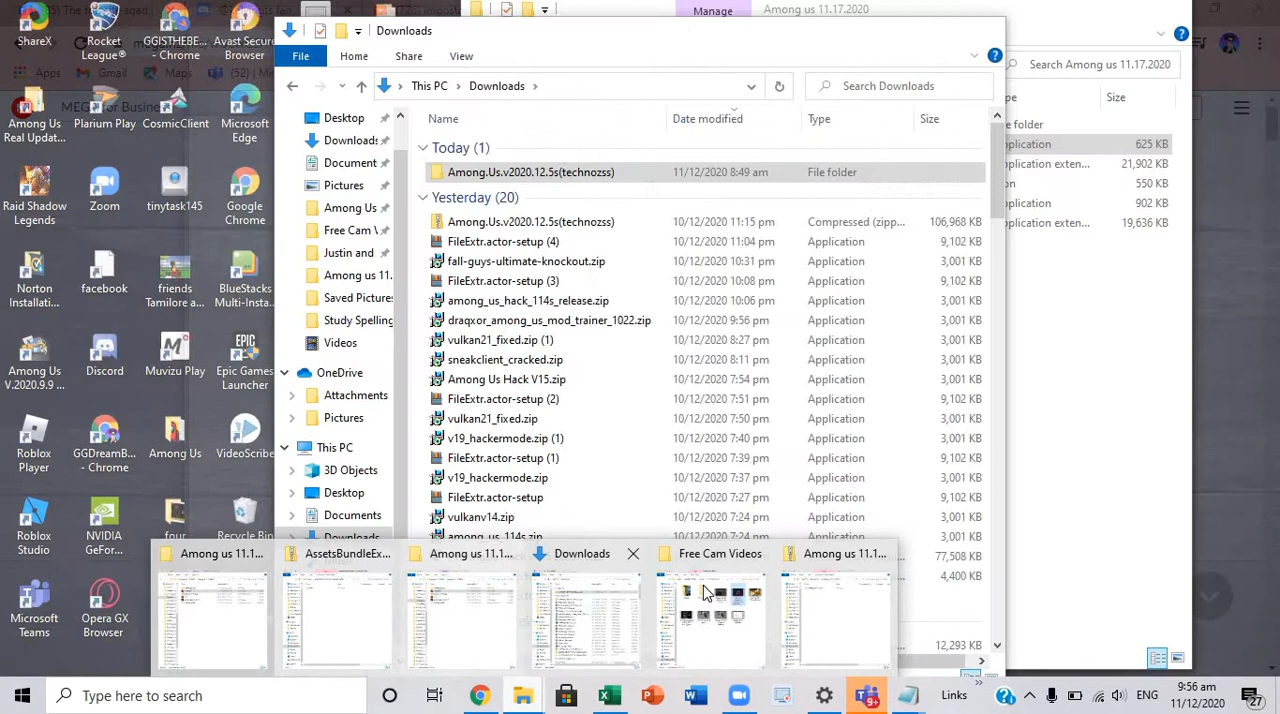 Manage
Among us 11.17.2020
Downloads
File
Home
Share
View
This PC
Downloads
Search Downloads
Search Among us 11.17.2020
Name
Date modified
Type
Size
Today (1)
Among.Us.v2020.12.5s(technozss) 11/12/2020 8:49 am File folder
Yesterday (20)
Among.Us.v2020.12.5s(technozss) 10/12/2020 11:15 pm Compressed (zipp... 106,968 KB
FileExtr.actor-setup (4) 10/12/2020 11:04 pm Application 9,102 KB
fall-guys-ultimate-knockout.zip 10/12/2020 10:31 pm Application 3,001 KB
FileExtr.actor-setup (3) 10/12/2020 10:08 pm Application 9,102 KB
among_us_hack_114s_release.zip 10/12/2020 10:06 pm Application 3,001 KB
draqxor_among_us_mod_trainer_1022.zip 10/12/2020 9:56 pm Application 3,001 KB
vulkan21_fixed.zip (1) 10/12/2020 8:27 pm Application 3,001 KB
sneakclient_cracked.zip 10/12/2020 8:11 pm Application 3,001 KB
Among Us Hack V15.zip 10/12/2020 7:54 pm Application 3,001 KB
FileExtr.actor-setup (2) 10/12/2020 7:51 pm Application 9,102 KB
vulkan21_fixed.zip 10/12/2020 7:50 pm Application 3,001 KB
v19_hackermode.zip (1) 10/12/2020 7:40 pm Application 3,001 KB
FileExtr.actor-setup (1) 10/12/2020 7:39 pm Application 9,102 KB
v19_hackermode.zip 10/12/2020 7:37 pm Application 3,001 KB
FileExtr.actor-setup 10/12/2020 7:27 pm Application 9,102 KB
vulkanv14.zip 10/12/2020 7:24 pm Application 3,001 KB
among_us_114s.zip 10/12/2020 7:24 pm Application 3,001 KB
77,508 KB
4,400 KB
12,293 KB
Desktop
Downloads
Document
Pictures
Among Us
Free Cam \
Justin and
Among us 11.
Saved Pictures
Study Spelling
Videos
OneDrive
Attachments
Pictures
This PC
3D Objects
Desktop
Documents
Downloads
pe
Size
e folder
plication 625 KB
plication exten... 21,902 KB
on 550 KB
plication 902 KB
plication exten... 19,636 KB
ShareX
Rocket League®
GGISTHEBE... - Chrome
Avast Secure Browser
Apps
Gmail
Maps
MEGA for Business
Among Us Real Updat...
Plarium Play
CosmicClient
Microsoft Edge
Raid Shadow Legends
Zoom
tinytask145
Google Chrome
Norton Installati...
facebook
friends Tamilore a...
BlueStacks Multi-Insta...
Among Us V.2020.9.9 ...
Discord
Muvizu Play
Epic Games Launcher
EPIC GAMES
Roblox Player
GGDreamB... - Chrome
Among Us
VideoScribe
Roblox Studio
NVIDIA GeFor...
four
Recycle Bin
Microsoft Teams
Opera GX Browser
Among us 11.1...
AssetsBundleEx...
Among us 11.1...
Downloads
Free Cam Videos
Among us 11.1...
Type here to search
9+
Links
ENG
9:56 am
11/12/2020
27